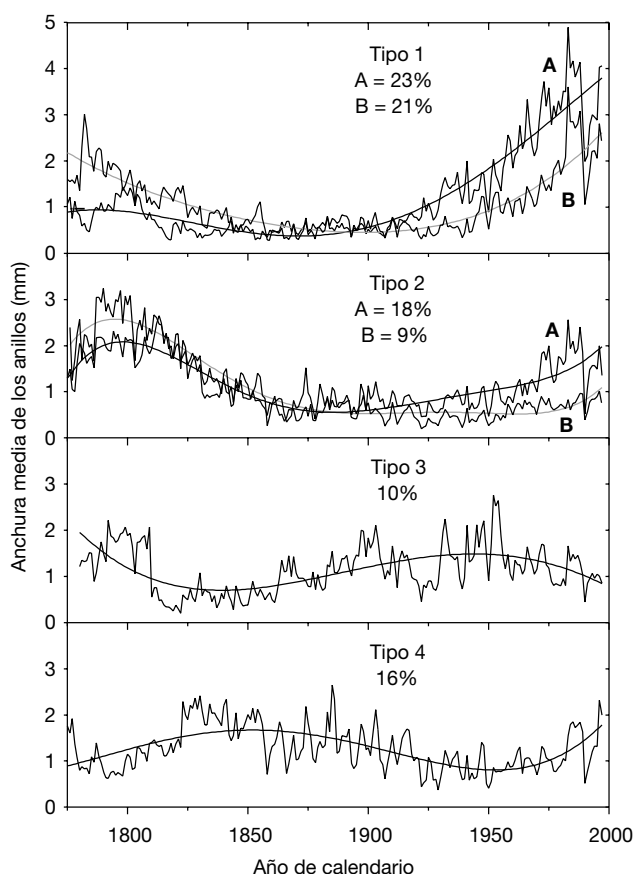 Anchura media de los anillos (mm)
5
4
3
2
1
0
Tipo 1
A = 23%
B = 21%
A
B
3
2
1
0
Tipo 2
A = 18%
B = 9%
A
B
3
2
1
0
Tipo 3
10%
3
2
1
0
Tipo 4
16%
1800 1850 1900 1950 2000
Año de calendario